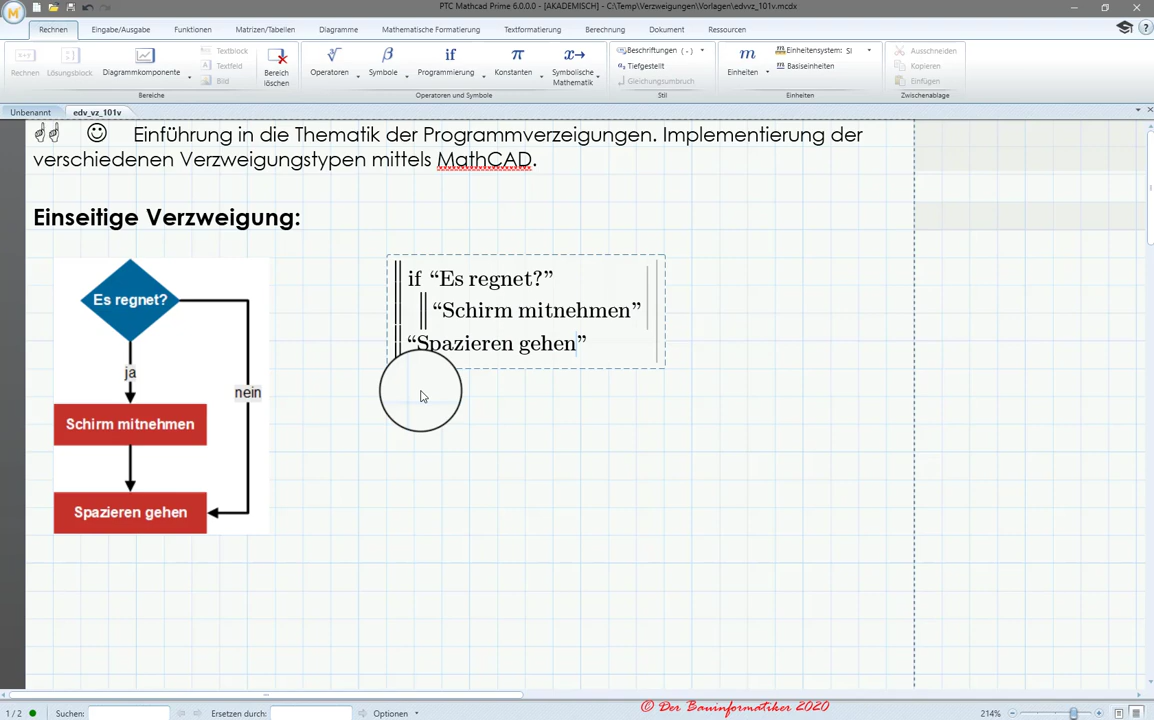 PTC Mathcad Prime 6.0.0.0 - [AKADEMISCH] - C:\Temp\Verzweigungen\Vorlagen\edvvz_101v.mcdx
Rechnen Eingabe/Ausgabe Funktionen Matrizen/Tabellen Diagramme Mathematische Formatierung Textformatierung Berechnung Dokument Ressourcen
Rechnen Lösungsblock Diagrammkomponente Textblock Textfeld Bild Bereich löschen
Operatoren Symbole Programmierung Konstanten Symbolische Mathematik
Beschriftungen ( - ) Tiefgestellt Gleichungsumbruch
Einheiten Einheitensystem: SI Basiseinheiten
Ausschneiden Kopieren Einfügen
Bereiche Operatoren und Symbole Stil Einheiten Zwischenablage
Unbenannt edv_vz_101v
Einführung in die Thematik der Programmverzeigungen. Implementierung der
verschiedenen Verzweigungstypen mittels MathCAD.
Einseitige Verzweigung:
Es regnet?
ja
nein
Schirm mitnehmen
Spazieren gehen
if “Es regnet?”
“Schirm mitnehmen”
“Spazieren gehen”
1 / 2 Suchen: Ersetzen durch: Optionen
© Der Bauinformatiker 2020
214%